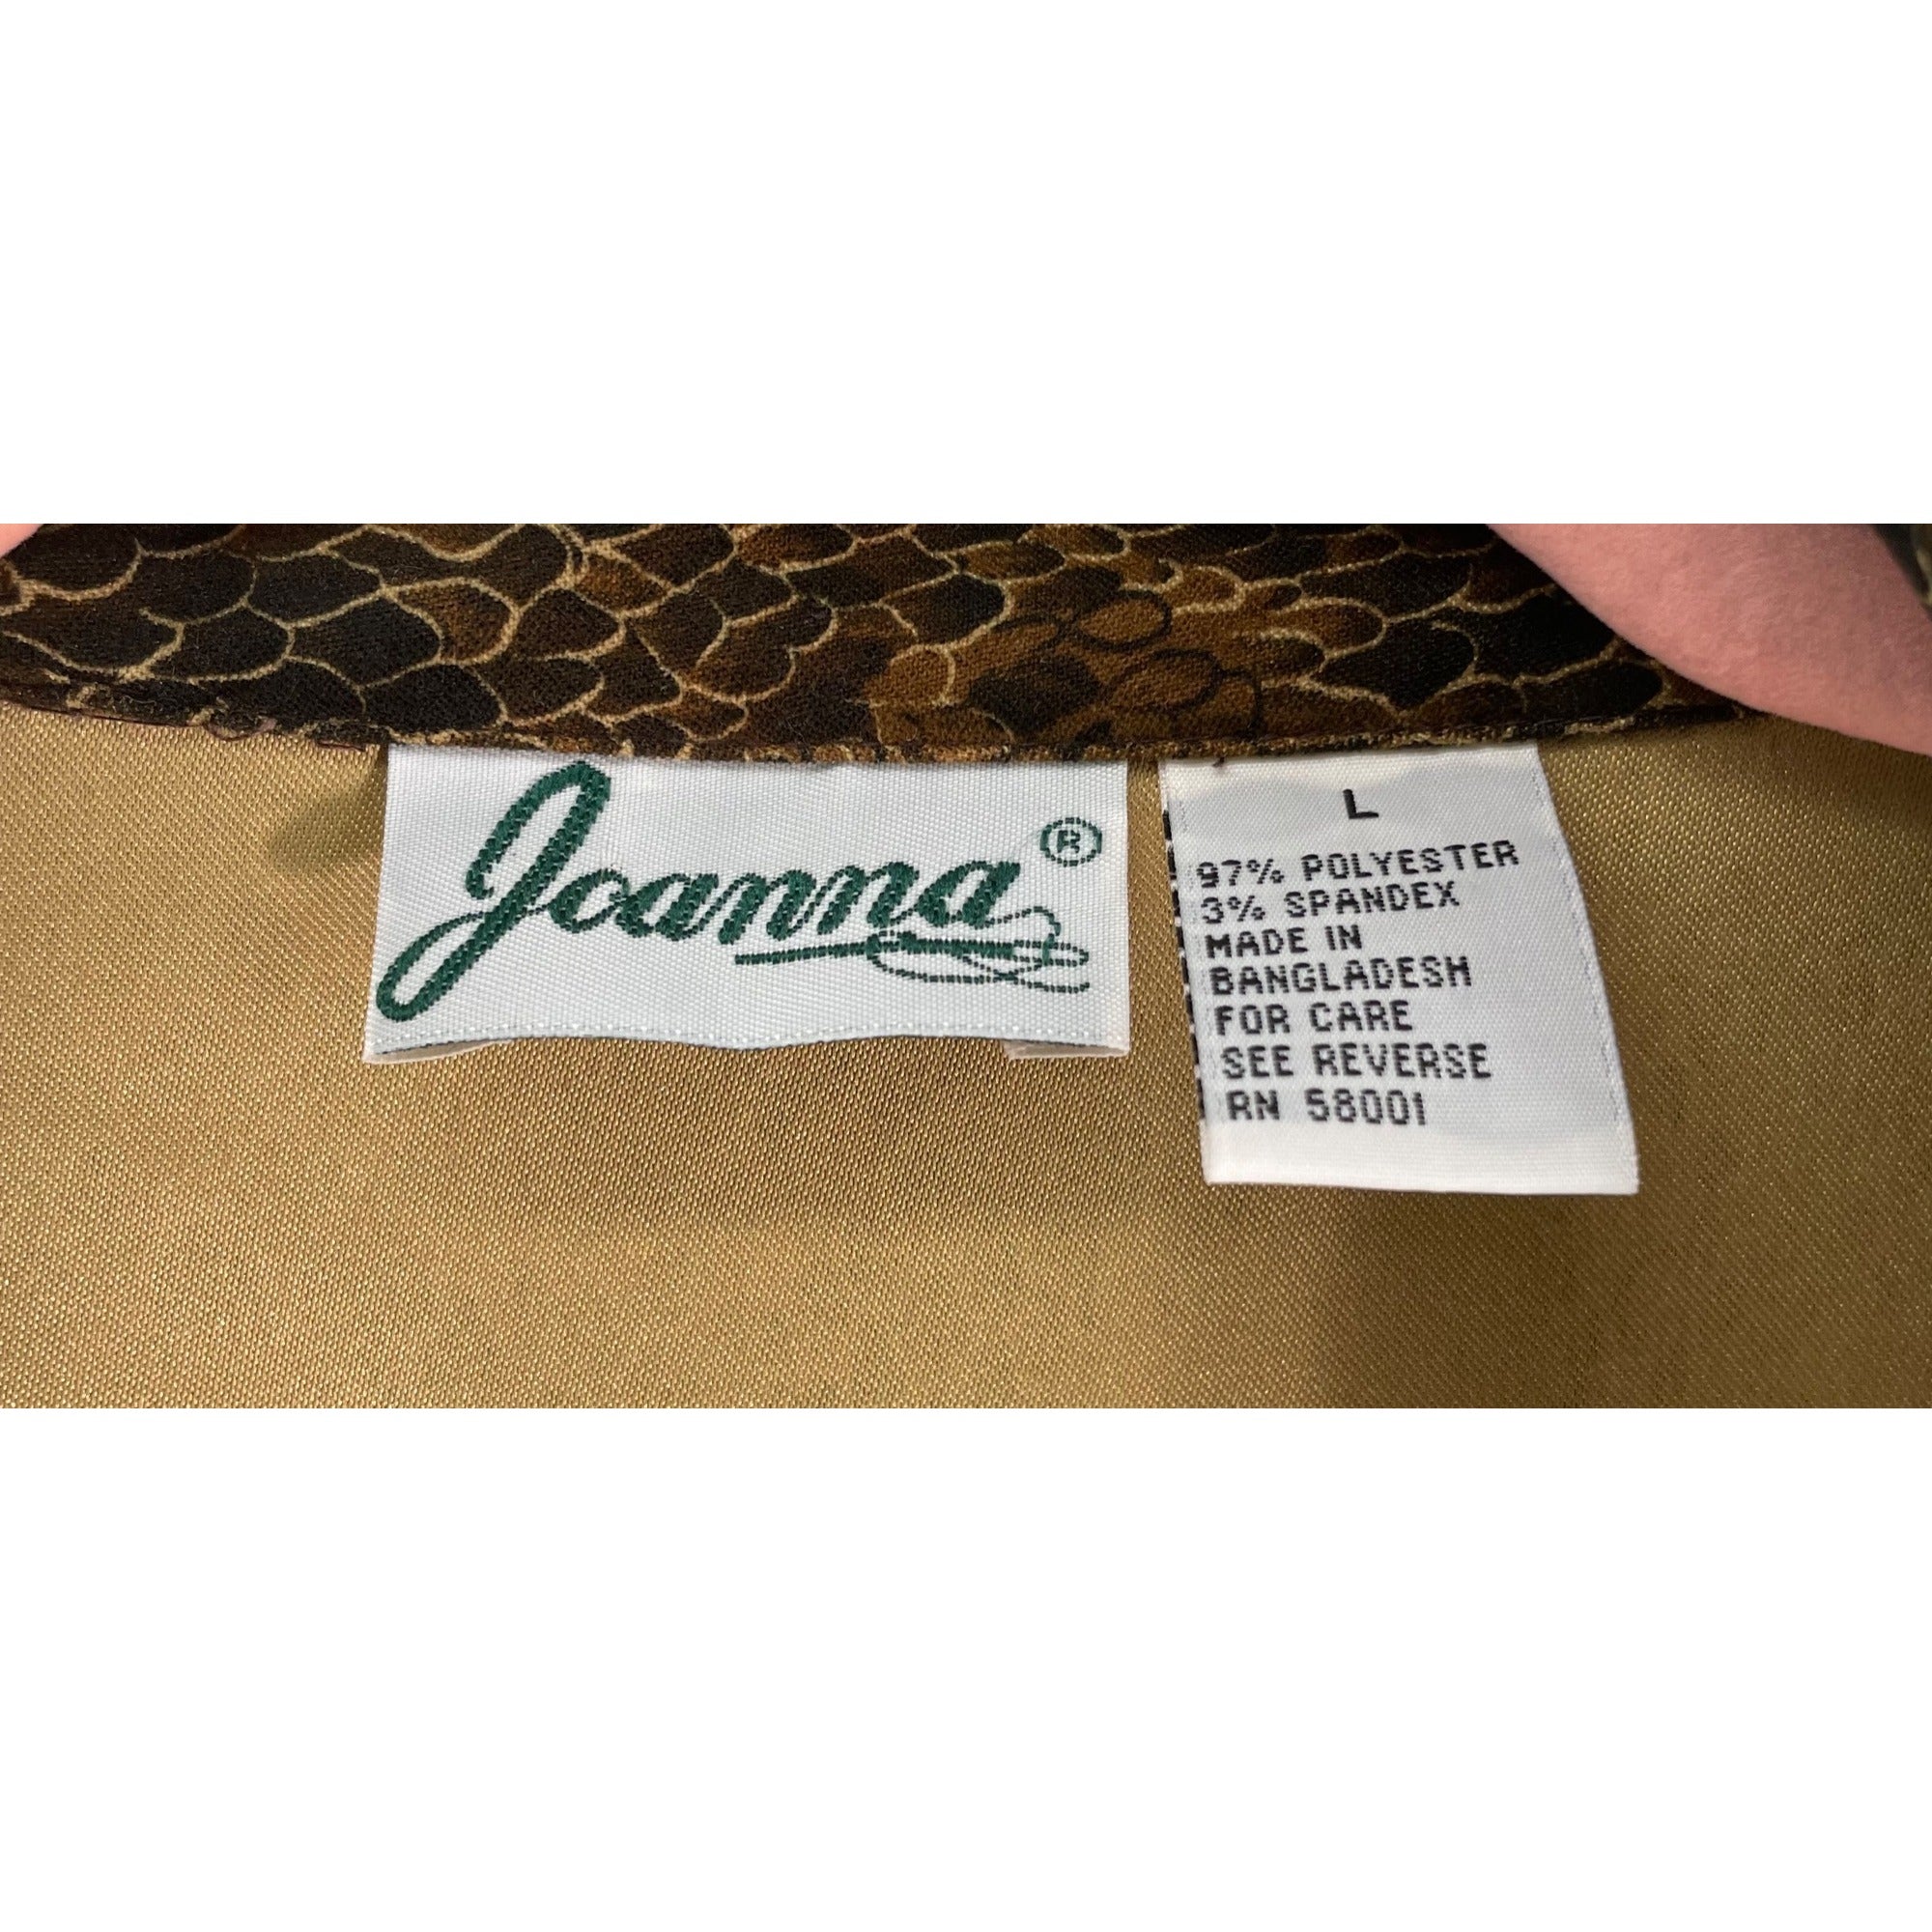 Joanna®
L
97% POLYESTER
3% SPANDEX
MADE IN
BANGLADESH
FOR CARE
SEE REVERSE
RN 58001